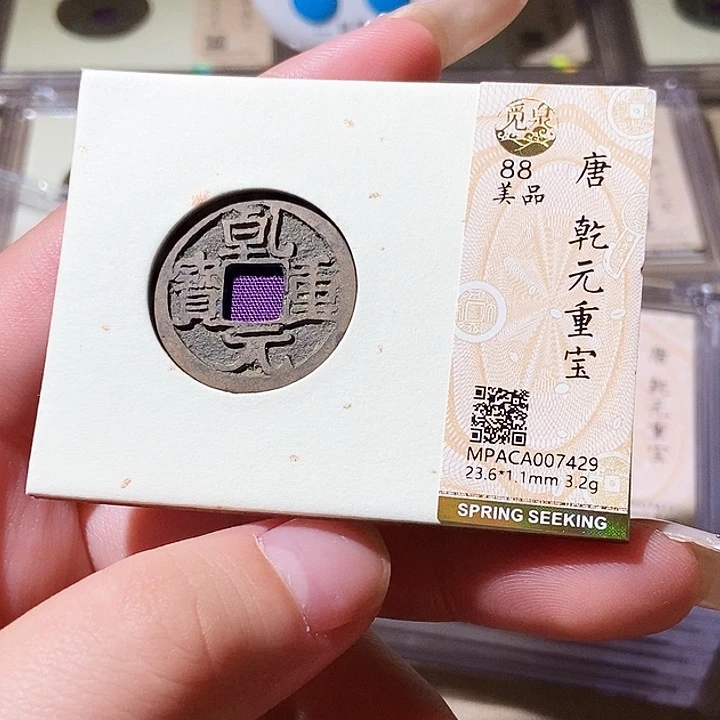 乾元重寶
觅泉
88
美品
唐 乾元重宝
MPACA007429
23.6*1.1mm 3.2g
SPRING SEEKING
唐 乾元重宝